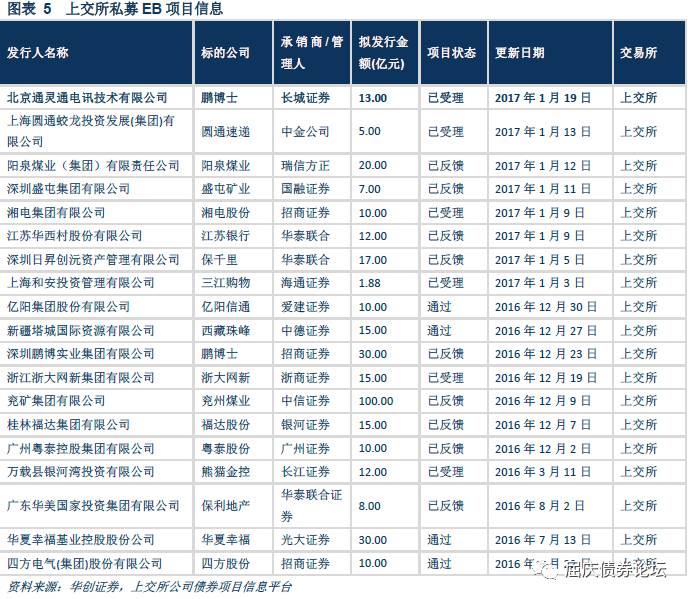 图表 5 上交所私募 EB 项目信息
发行人名称 标的公司 承销商/管理人 拟发行金额(亿元) 项目状态 更新日期 交易所
北京通灵通电讯技术有限公司 鹏博士 长城证券 13.00 已受理 2017 年 1 月 19 日 上交所
上海圆通蛟龙投资发展(集团)有限公司 圆通速递 中金公司 5.00 已受理 2017 年 1 月 13 日 上交所
阳泉煤业（集团）有限责任公司 阳泉煤业 瑞信方正 20.00 已反馈 2017 年 1 月 12 日 上交所
深圳盛屯集团有限公司 盛屯矿业 国融证券 7.00 已反馈 2017 年 1 月 11 日 上交所
湘电集团有限公司 湘电股份 招商证券 10.00 已受理 2017 年 1 月 9 日 上交所
江苏华西村股份有限公司 江苏银行 华泰联合 12.00 已反馈 2017 年 1 月 9 日 上交所
深圳日昇创沅资产管理有限公司 保千里 华泰联合 17.00 已反馈 2017 年 1 月 5 日 上交所
上海和安投资管理有限公司 三江购物 海通证券 1.88 已受理 2017 年 1 月 3 日 上交所
亿阳集团股份有限公司 亿阳信通 爱建证券 10.00 通过 2016 年 12 月 30 日 上交所
新疆塔城国际资源有限公司 西藏珠峰 中德证券 15.00 通过 2016 年 12 月 27 日 上交所
深圳鹏博实业集团有限公司 鹏博士 招商证券 30.00 已反馈 2016 年 12 月 23 日 上交所
浙江浙大网新集团有限公司 浙大网新 浙商证券 15.00 已受理 2016 年 12 月 19 日 上交所
兖矿集团有限公司 兖州煤业 中信证券 100.00 已反馈 2016 年 12 月 9 日 上交所
桂林福达集团有限公司 福达股份 银河证券 15.00 已反馈 2016 年 12 月 7 日 上交所
广州粤泰控股集团有限公司 粤泰股份 广州证券 10.00 已反馈 2016 年 12 月 2 日 上交所
万载县银河湾投资有限公司 熊猫金控 长江证券 12.00 已受理 2016 年 3 月 11 日 上交所
广东华美国家投资集团有限公司 保利地产 华泰联合证券 8.00 已反馈 2016 年 8 月 2 日 上交所
华夏幸福基业控股股份公司 华夏幸福 光大证券 30.00 通过 2016 年 7 月 13 日 上交所
四方电气(集团)股份有限公司 四方股份 招商证券 10.00 通过 2016 年 上交所
资料来源：华创证券，上交所公司债券项目信息平台
屈庆债券论坛